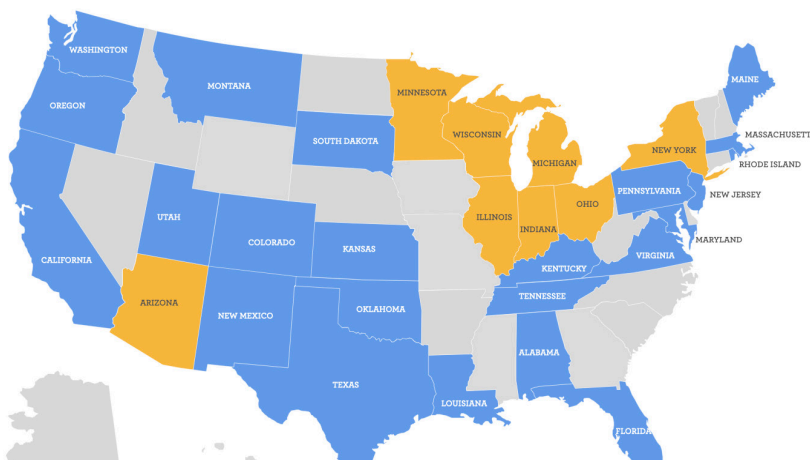 WASHINGTON
MAINE
MONTANA
MINNESOTA
OREGON
MASSACHUSETT
WISCONSIN
SOUTH DAKOTA
NEW YORK
MICHIGAN
RHODE ISLAND
PENNSYLVANIA
NEW JERSEY
OHIO
UTAH
ILLINOIS
INDIANA
COLORADO
MARYLAND
KANSAS
VIRGINIA
CALIFORNIA
KENTUCKY
TENNESSEE
ARIZONA
OKLAHOMA
NEW MEXICO
ALABAMA
TEXAS
LOUISIANA
FLORIDA